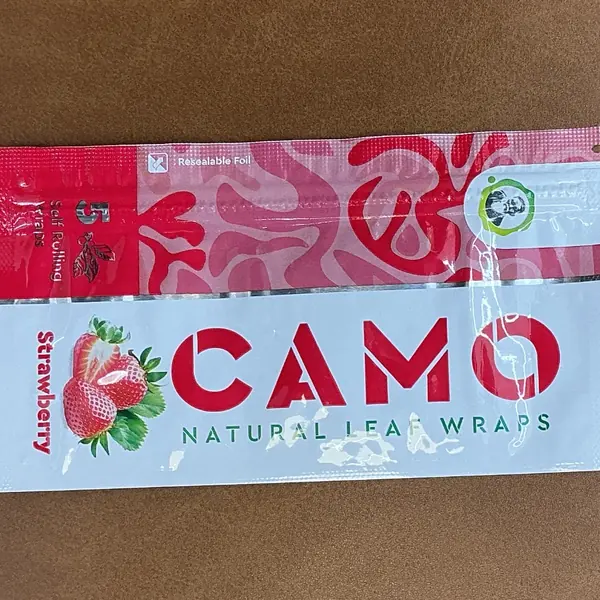 Resealable Foil
5
Self Rolling
Wraps
Strawberry
CAMO
NATURAL LEAF WRAPS